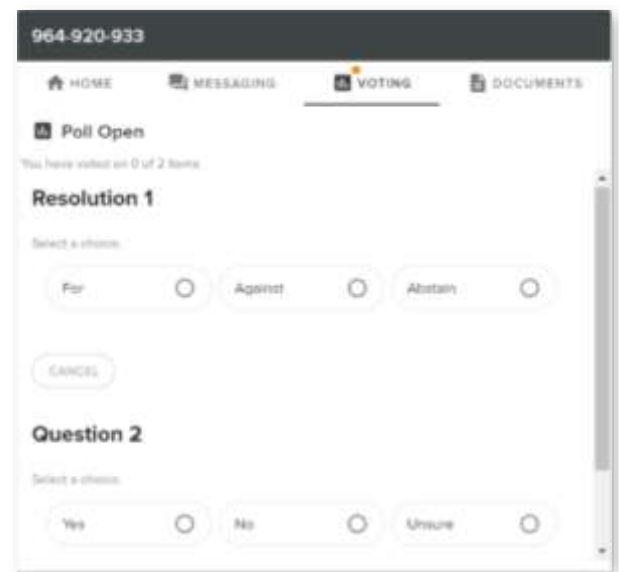 964-920-933
HOME MESSAGING VOTING DOCUMENTS
Poll Open
You have voted on 0 of 2 items
Resolution 1
Select a choice.
For Against Abstain
CANCEL
Question 2
Select a choice.
Yes No Unsure